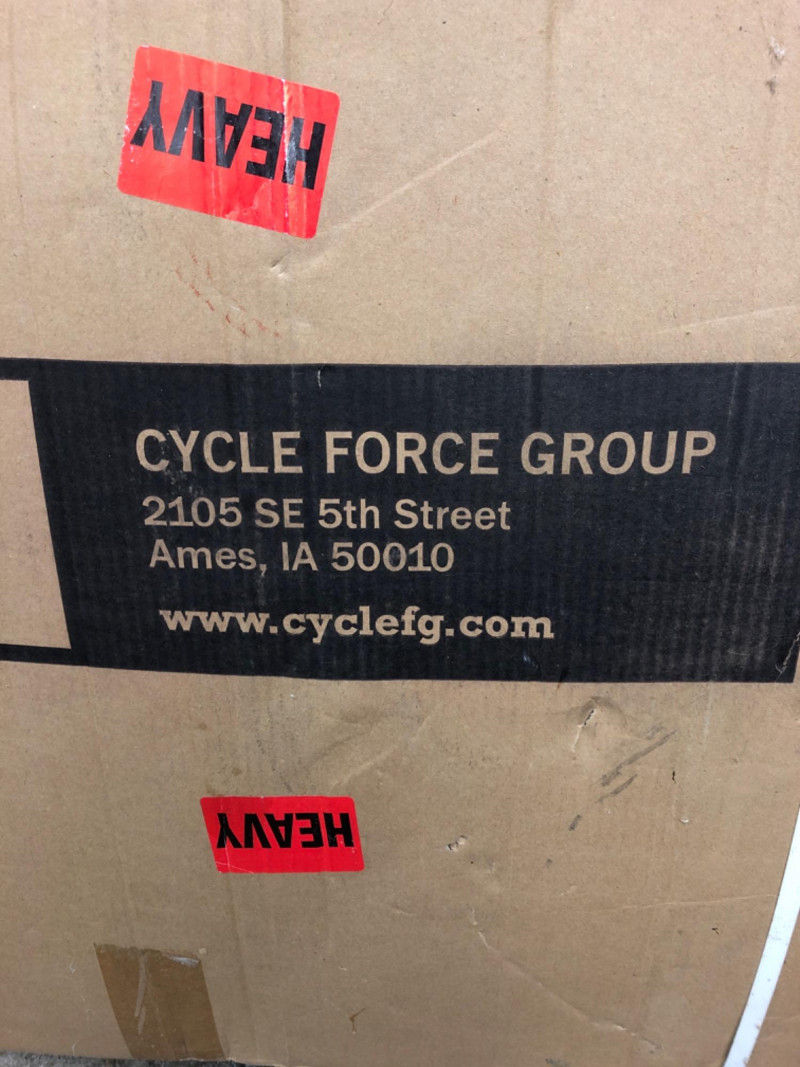 HEAVY
CYCLE FORCE GROUP
2105 SE 5th Street
Ames, IA 50010
www.cyclefg.com
HEAVY